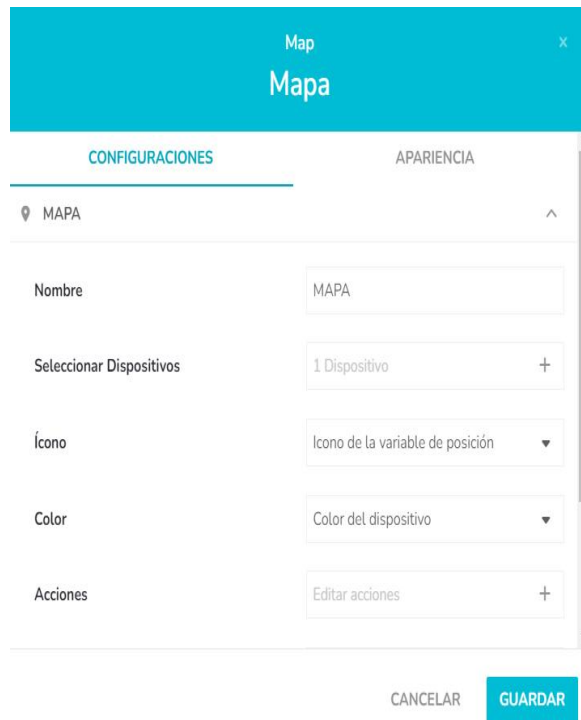 Map
x
Mapa
CONFIGURACIONES APARIENCIA
MAPA
Nombre MAPA
Seleccionar Dispositivos 1 Dispositivo +
Ícono Icono de la variable de posición
Color Color del dispositivo
Acciones Editar acciones +
CANCELAR GUARDAR